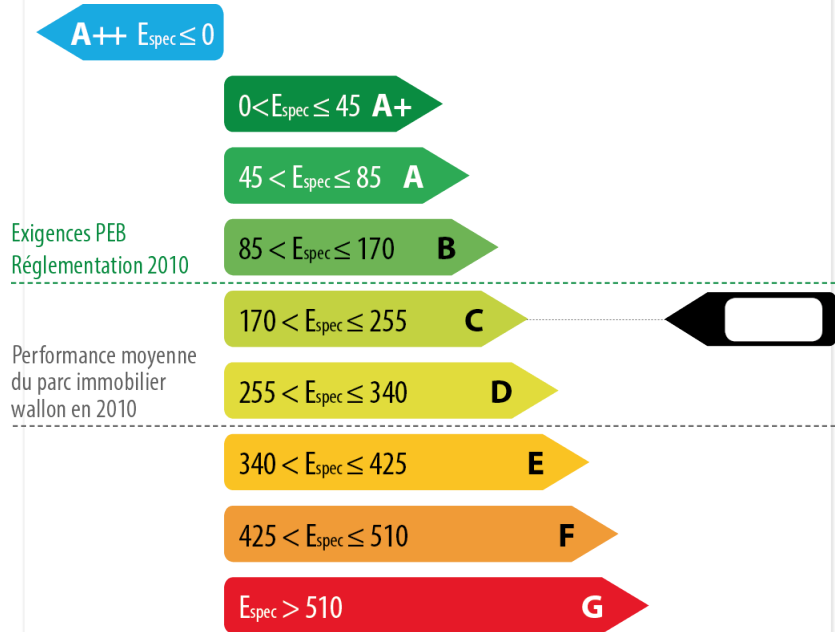 A++ Espec ≤ 0
0<Espec ≤ 45 A+
45 < Espec ≤ 85 A
Exigences PEB
Réglementation 2010
85 < Espec ≤ 170 B
170 < Espec ≤ 255 C
Performance moyenne
du parc immobilier
wallon en 2010
255 < Espec ≤ 340 D
340 < Espec ≤ 425 E
425 < Espec ≤ 510 F
Espec > 510 G